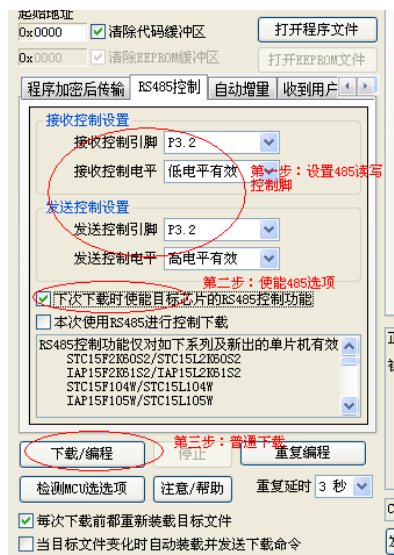 起始地址
0x0000 清除代码缓冲区 打开程序文件
0x0000 清除EEPROM缓冲区 打开EEPROM文件
程序加密后传输 RS485控制 自动增量 收到用户
接收控制设置
接收控制引脚 P3.2
接收控制电平 低电平有效
第一步：设置485读写
控制脚
发送控制设置
发送控制引脚 P3.2
发送控制电平 高电平有效
第二步：使能485选项
下次下载时使能目标芯片的RS485控制功能
本次使用RS485进行控制下载
RS485控制功能仅对如下系列及新出的单片机有效
STC15F2K60S2/STC15L2K60S2
IAP15F2K61S2/IAP15L2K61S2
STC15F104W/STC15L104W
IAP15F105W/STC15L105W
第三步：普通下载
下载/编程 停止 重复编程
检测MCU选选项 注意/帮助 重复延时 3 秒
每次下载前都重新装载目标文件
当目标文件变化时自动装载并发送下载命令